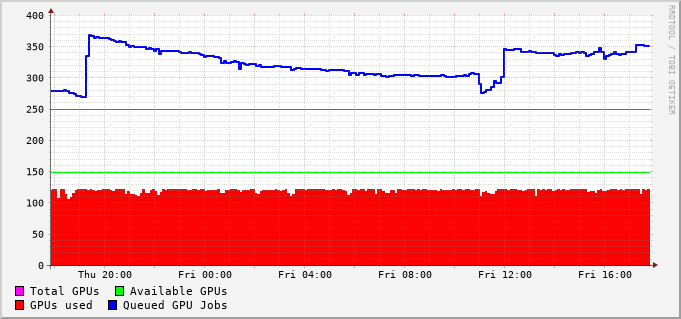 400
350
300
250
200
150
100
50
0
Thu 20:00 Fri 00:00 Fri 04:00 Fri 08:00 Fri 12:00 Fri 16:00
Total GPUs Available GPUs
GPUs used Queued GPU Jobs
RRDTOOL / TOBI OETIKER